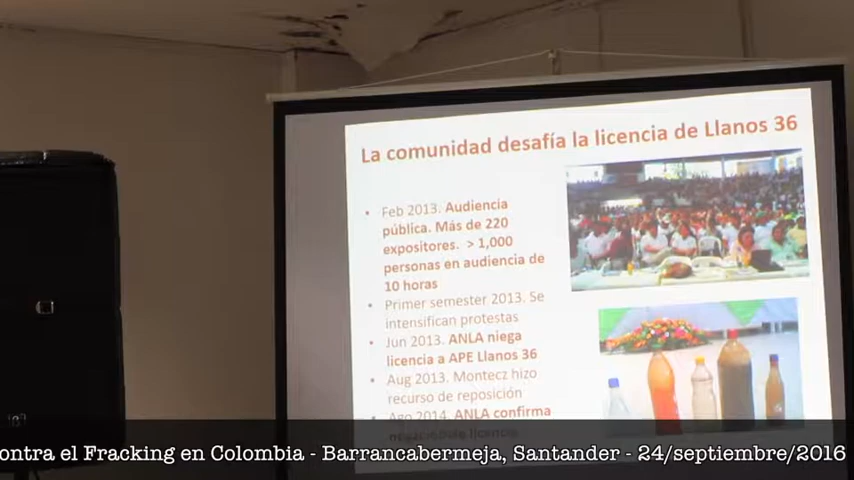 La comunidad desafía la licencia de Llanos 36
• Feb 2013. Audiencia
pública. Más de 220
expositores. > 1,000
personas en audiencia de
10 horas
• Primer semestre 2013. Se
intensifican protestas
• Jun 2013. ANLA niega
licencia a APE Llanos 36
• Aug 2013. Montecz hizo
recurso de reposición
• Ago 2014. ANLA confirma
ontra el Fracking en Colombia - Barrancabermeja, Santander - 24/septiembre/2016